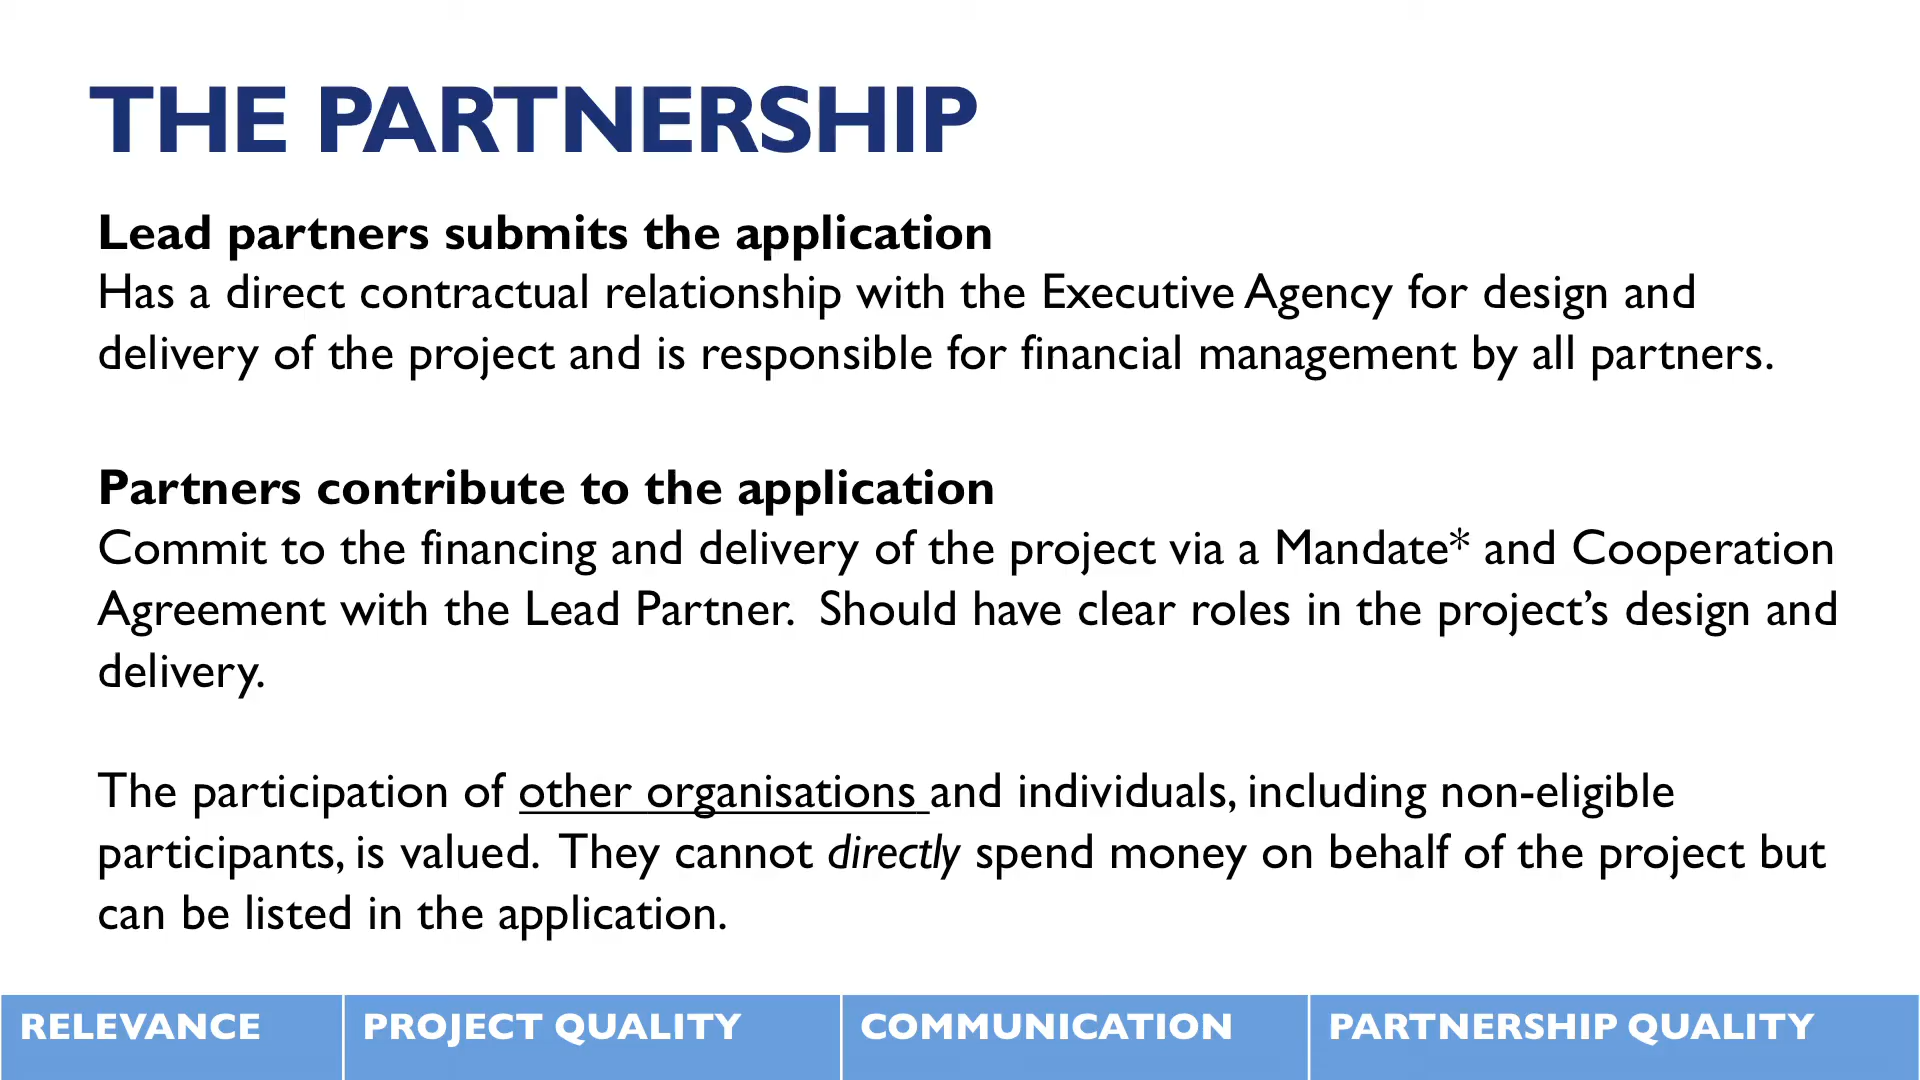 THE PARTNERSHIP
Lead partners submits the application
Has a direct contractual relationship with the Executive Agency for design and
delivery of the project and is responsible for financial management by all partners.
Partners contribute to the application
Commit to the financing and delivery of the project via a Mandate* and Cooperation
Agreement with the Lead Partner. Should have clear roles in the project’s design and
delivery.
The participation of other organisations and individuals, including non-eligible
participants, is valued. They cannot directly spend money on behalf of the project but
can be listed in the application.
RELEVANCE
PROJECT QUALITY
COMMUNICATION
PARTNERSHIP QUALITY